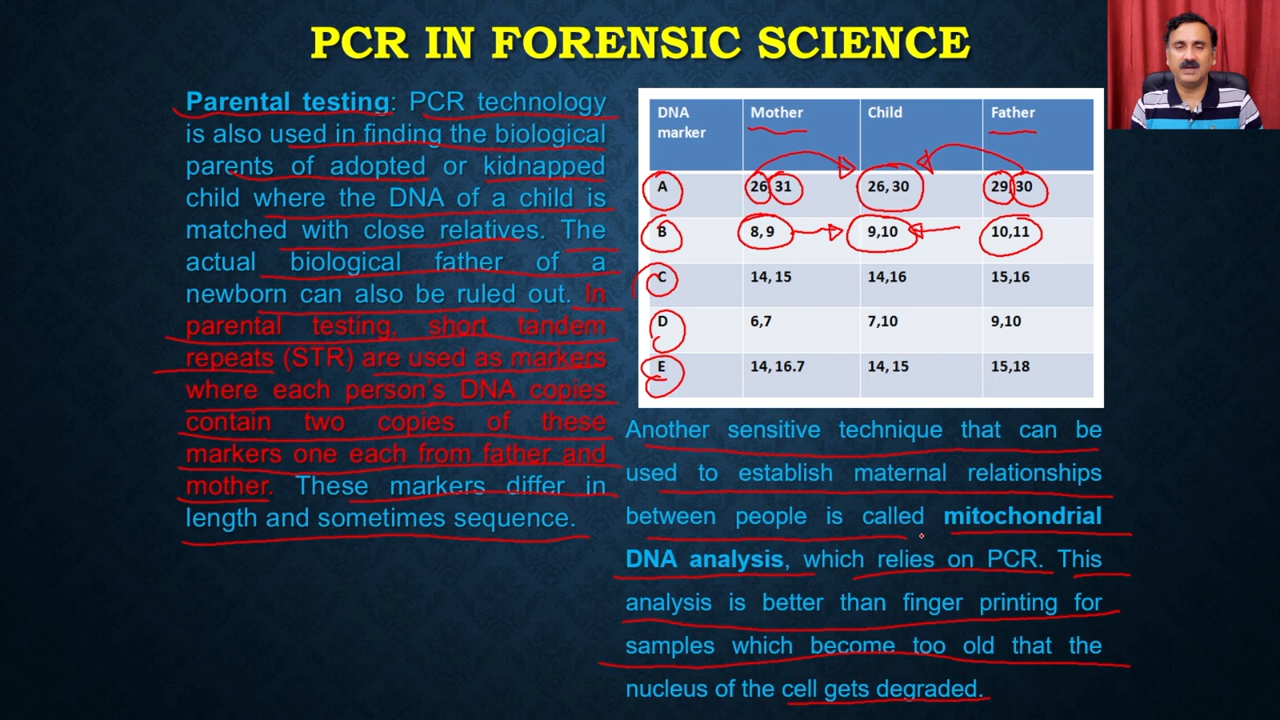 PCR IN FORENSIC SCIENCE
Parental testing: PCR technology
is also used in finding the biological
parents of adopted or kidnapped
child where the DNA of a child is
matched with close relatives. The
actual biological father of a
newborn can also be ruled out. In
parental testing, short tandem
repeats (STR) are used as markers
where each person's DNA copies
contain two copies of these
markers one each from father and
mother. These markers differ in
length and sometimes sequence.
DNA marker Mother Child Father
A 26, 31 26, 30 29, 30
B 8, 9 9,10 10,11
C 14, 15 14,16 15,16
D 6,7 7,10 9,10
E 14, 16.7 14, 15 15,18
Another sensitive technique that can be
used to establish maternal relationships
between people is called mitochondrial
DNA analysis, which relies on PCR. This
analysis is better than finger printing for
samples which become too old that the
nucleus of the cell gets degraded.